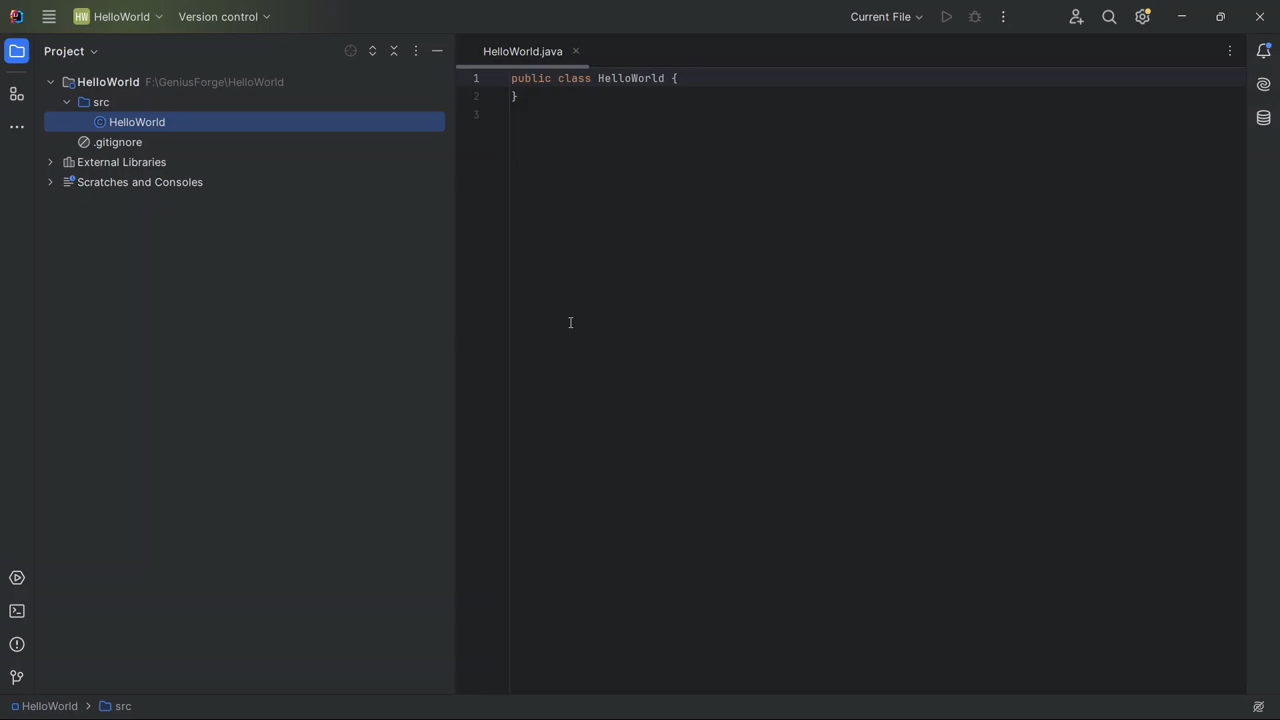 HW HelloWorld Version control Current File
Project
HelloWorld F:\GeniusForge\HelloWorld
src
HelloWorld
.gitignore
External Libraries
Scratches and Consoles
HelloWorld.java
1 public class HelloWorld {
2 }
3
HelloWorld > src